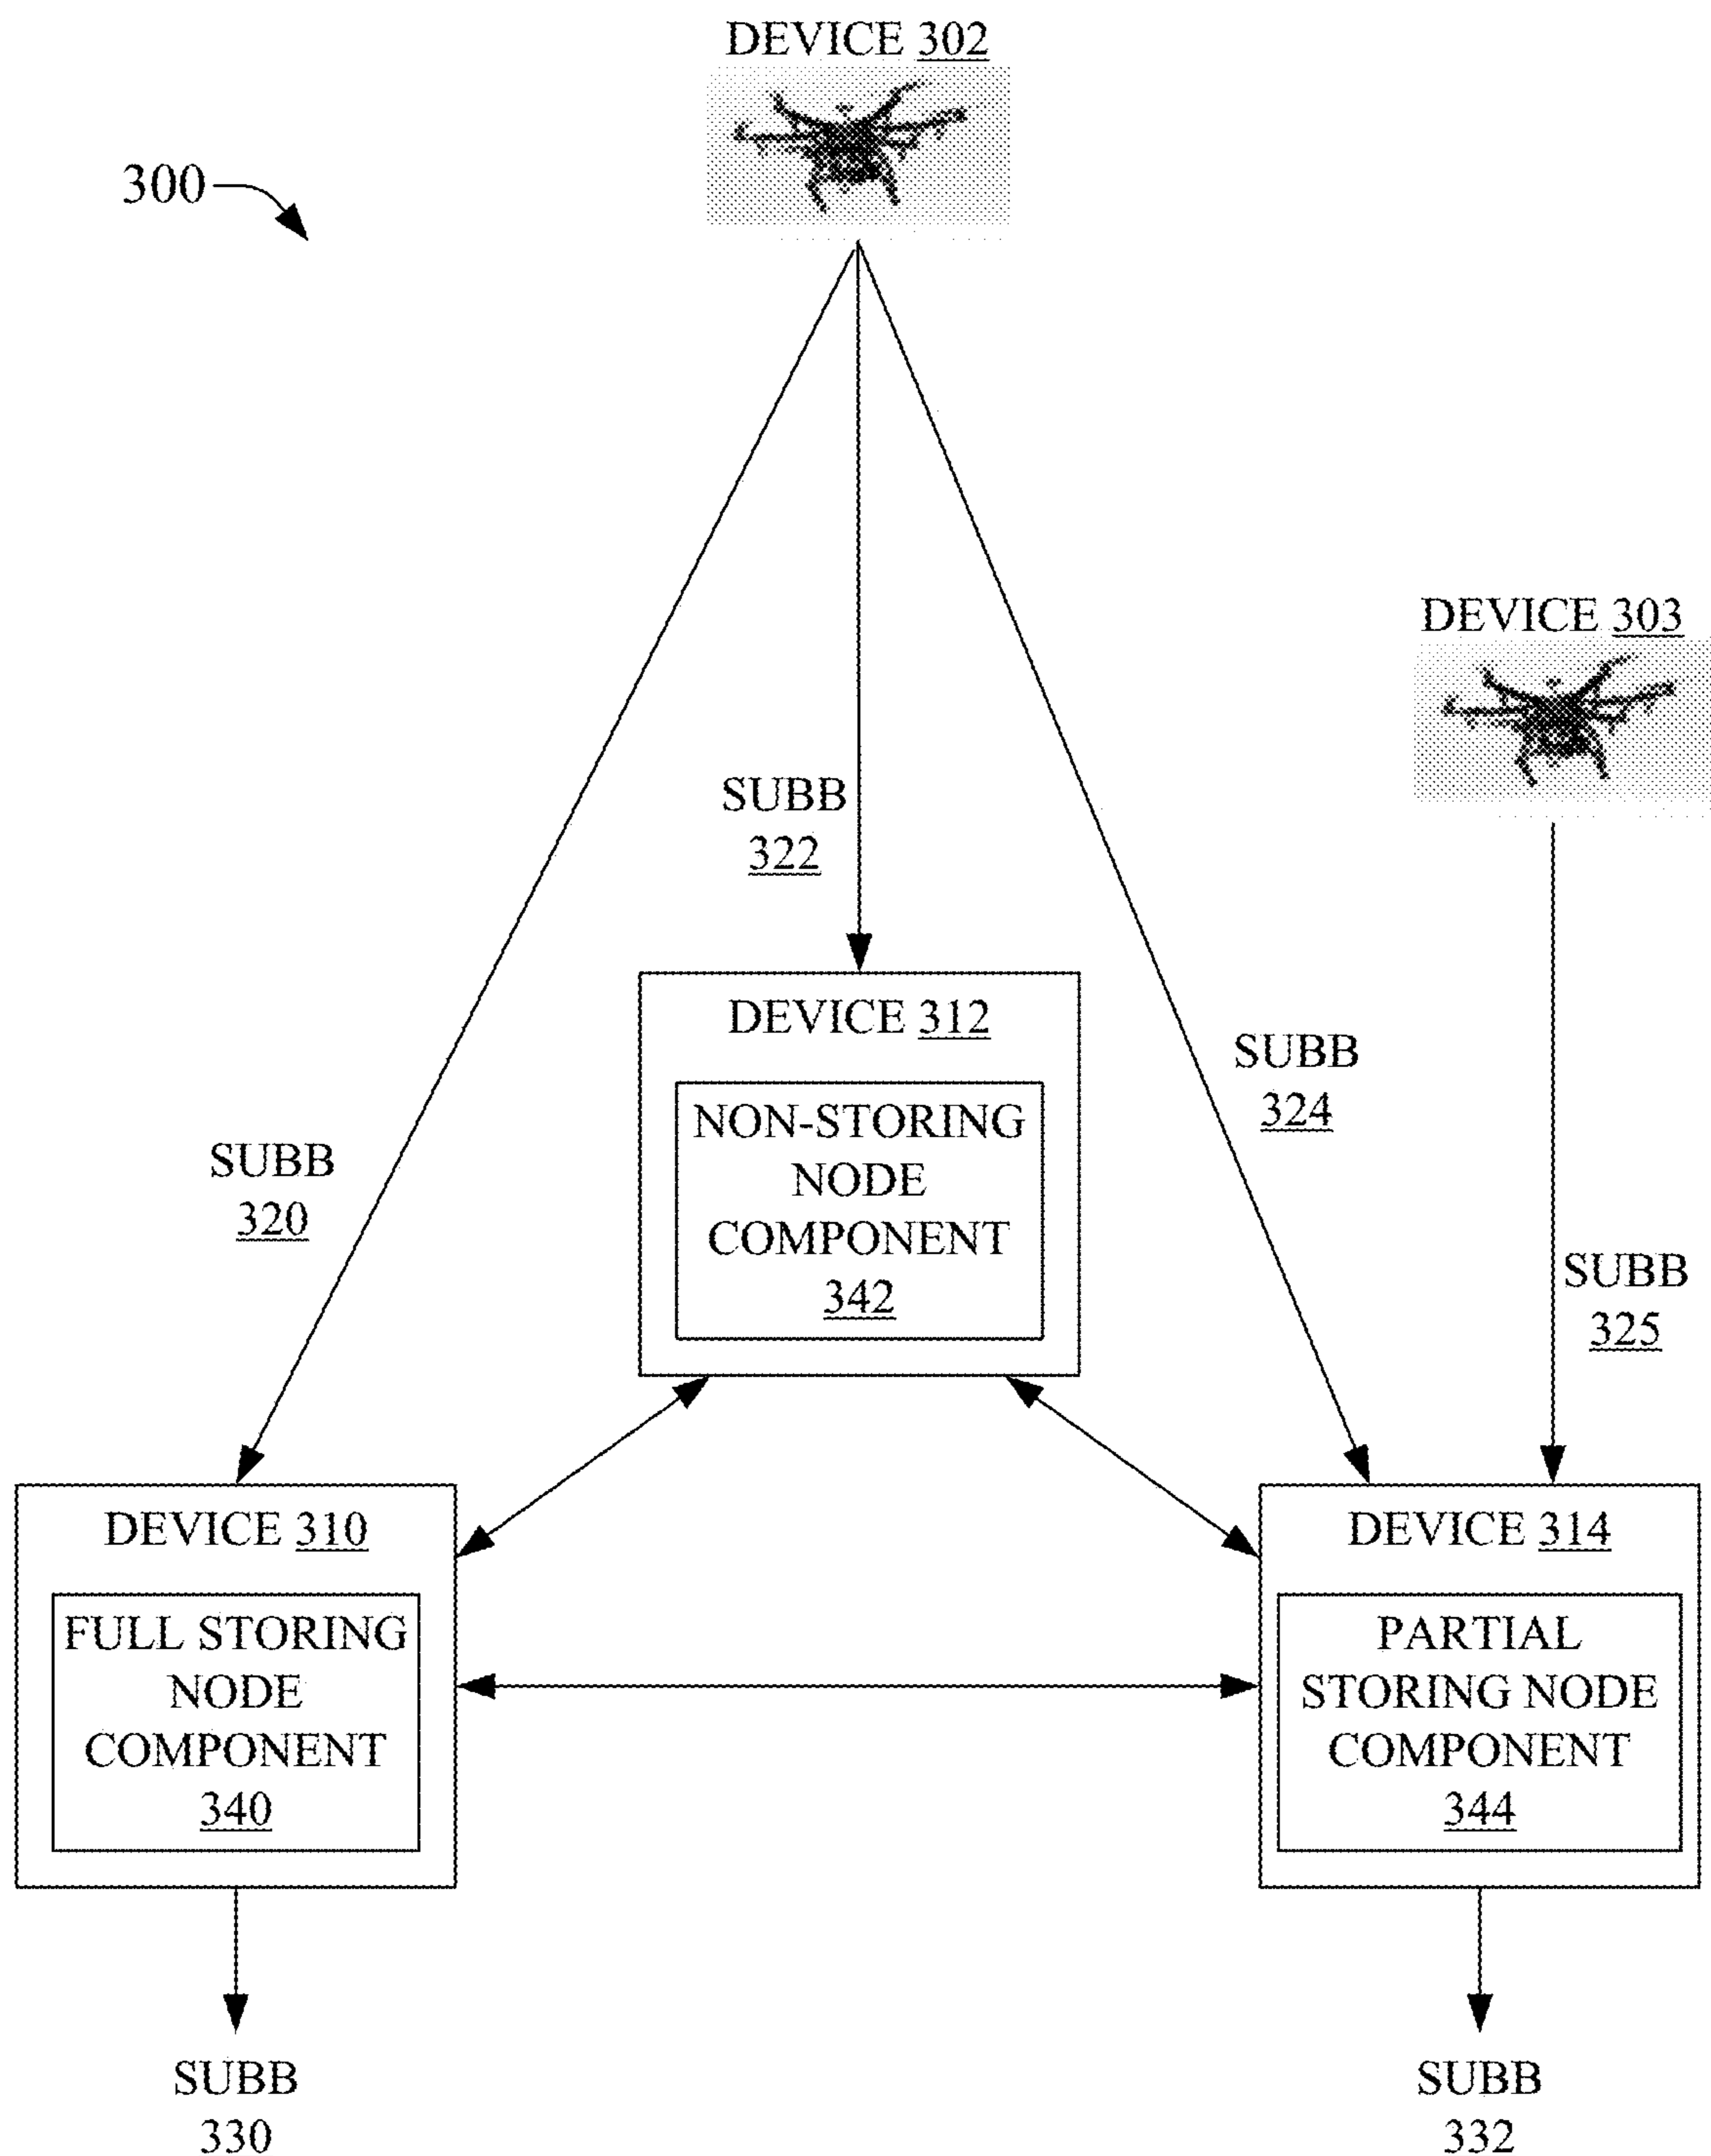 DEVICE 302
300
DEVICE 303
SUBB
322
DEVICE 312
NON-STORING
NODE
COMPONENT
342
SUBB
324
SUBB
320
SUBB
325
DEVICE 310
FULL STORING
NODE
COMPONENT
340
DEVICE 314
PARTIAL
STORING NODE
COMPONENT
344
SUBB
330
SUBB
332